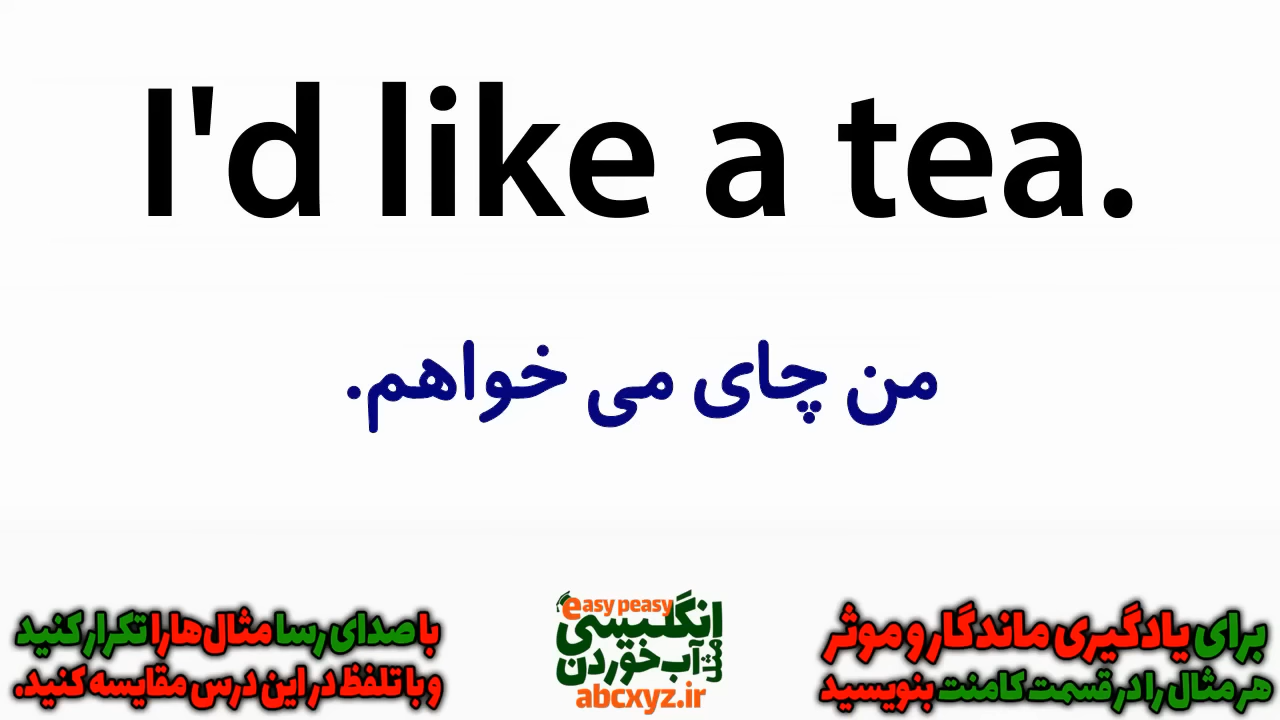 I'd like a tea.
من چای می خواهم.
برای یادگیری ماندگار و موثر
هر مثال را در قسمت کامنت بنویسید
easy peasy
انگلیسی
مثل آب خوردن
abcxyz.ir
با صدای رسا مثال‌ها را تکرار کنید
و با تلفظ در این درس مقایسه کنید.